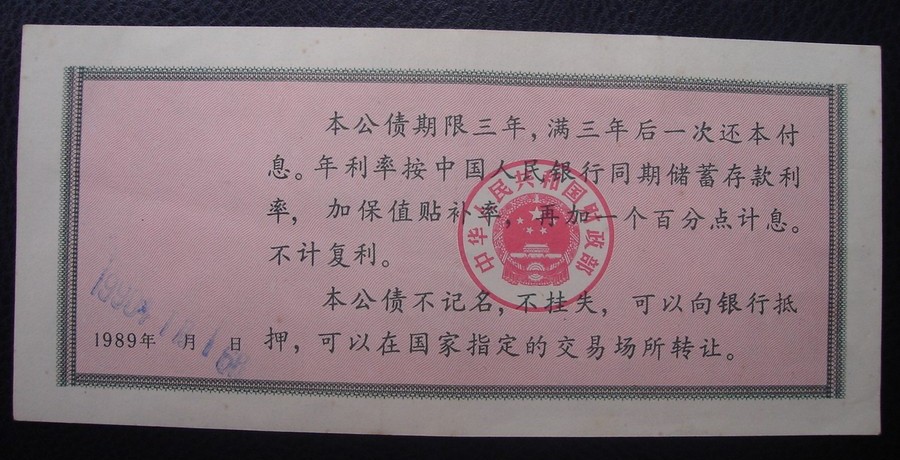 本公债期限三年，满三年后一次还本付
息。年利率按中国人民银行同期储蓄存款利
率，加保值贴补率，再加一个百分点计息。
不计复利。
本公债不记名，不挂失，可以向银行抵
押，可以在国家指定的交易场所转让。
1989年 月 日
中华人民共和国财政部